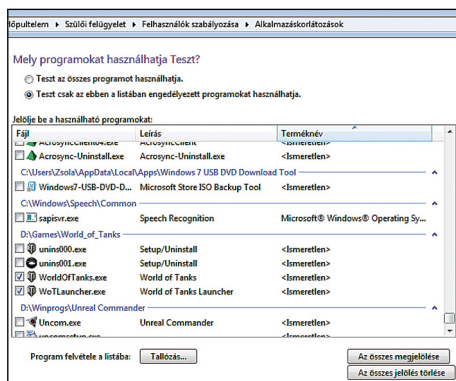 lőpultelem ▸ Szülői felügyelet ▸ Felhasználók szabályozása ▸ Alkalmazáskorlátozások
Mely programokat használhatja Teszt?
Teszt az összes programot használhatja.
Teszt csak az ebben a listában engedélyezett programokat használhatja.
Jelölje be a használható programokat:
Fájl Leírás Terméknév
AcrosyncClient64.exe AcrosyncClient <Ismeretlen>
Acrosync-Uninstall.exe Acrosync-Uninstall.exe <Ismeretlen>
C:\Users\Zsola\AppData\Local\Apps\Windows 7 USB DVD Download Tool
Windows7-USB-DVD-D... Microsoft Store ISO Backup Tool <Ismeretlen>
C:\Windows\Speech\Common
sapisvr.exe Speech Recognition Microsoft® Windows® Operating Sy...
D:\Games\World_of_Tanks
unins000.exe Setup/Uninstall <Ismeretlen>
unins001.exe Setup/Uninstall <Ismeretlen>
WorldOfTanks.exe World of Tanks <Ismeretlen>
WoTLauncher.exe World of Tanks Launcher <Ismeretlen>
D:\Winprogs\Unreal Commander
Uncom.exe Unreal Commander <Ismeretlen>
Program felvétele a listába: Tallózás... Az összes megjelölése
Az összes jelölés törlése